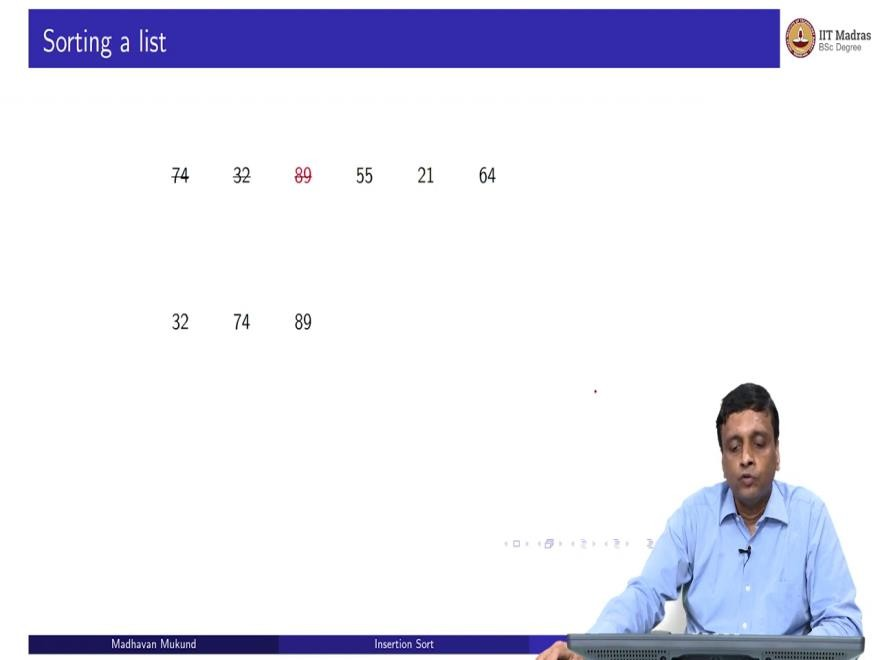 Sorting a list
IIT Madras
BSc Degree
74 32 89 55 21 64
32 74 89
Madhavan Mukund
Insertion Sort